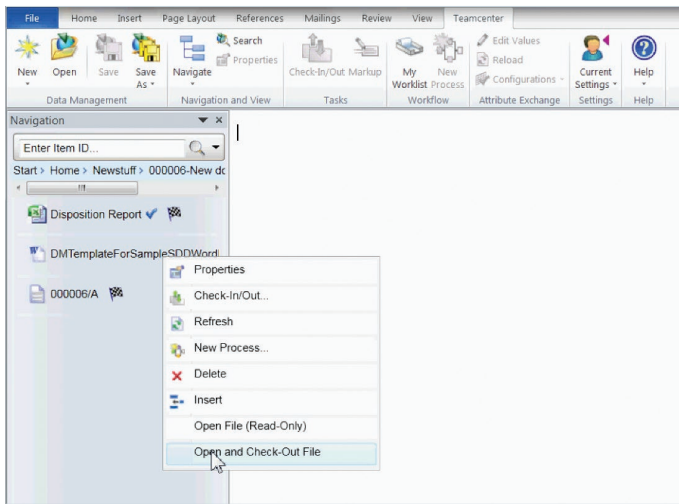 File Home Insert Page Layout References Mailings Review View Teamcenter
Search
Properties
Edit Values
Reload
Configurations
New Open Save Save As Navigate Check-In/Out Markup My Worklist New Process Current Settings Help
Data Management Navigation and View Tasks Workflow Attribute Exchange Settings Help
Navigation
Enter Item ID...
Start > Home > Newstuff > 000006-New dc
Disposition Report
DMTemplateForSampleSDDWord
000006/A
Properties
Check-In/Out...
Refresh
New Process...
Delete
Insert
Open File (Read-Only)
Open and Check-Out File